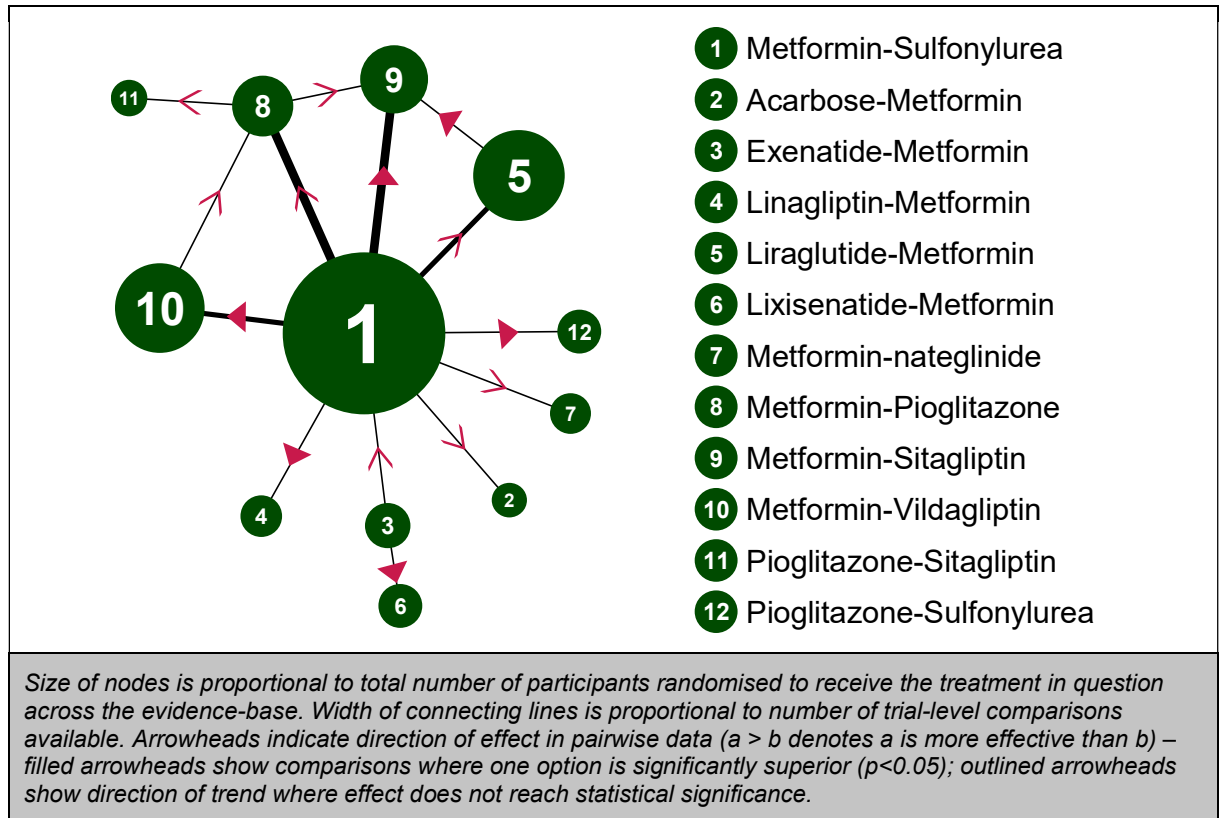 11
8
9
5
10
1
12
7
4
3
2
6
1 Metformin-Sulfonylurea
2 Acarbose-Metformin
3 Exenatide-Metformin
4 Linagliptin-Metformin
5 Liraglutide-Metformin
6 Lixisenatide-Metformin
7 Metformin-nateglinide
8 Metformin-Pioglitazone
9 Metformin-Sitagliptin
10 Metformin-Vildagliptin
11 Pioglitazone-Sitagliptin
12 Pioglitazone-Sulfonylurea
Size of nodes is proportional to total number of participants randomised to receive the treatment in question
across the evidence-base. Width of connecting lines is proportional to number of trial-level comparisons
available. Arrowheads indicate direction of effect in pairwise data (a > b denotes a is more effective than b) –
filled arrowheads show comparisons where one option is significantly superior (p<0.05); outlined arrowheads
show direction of trend where effect does not reach statistical significance.